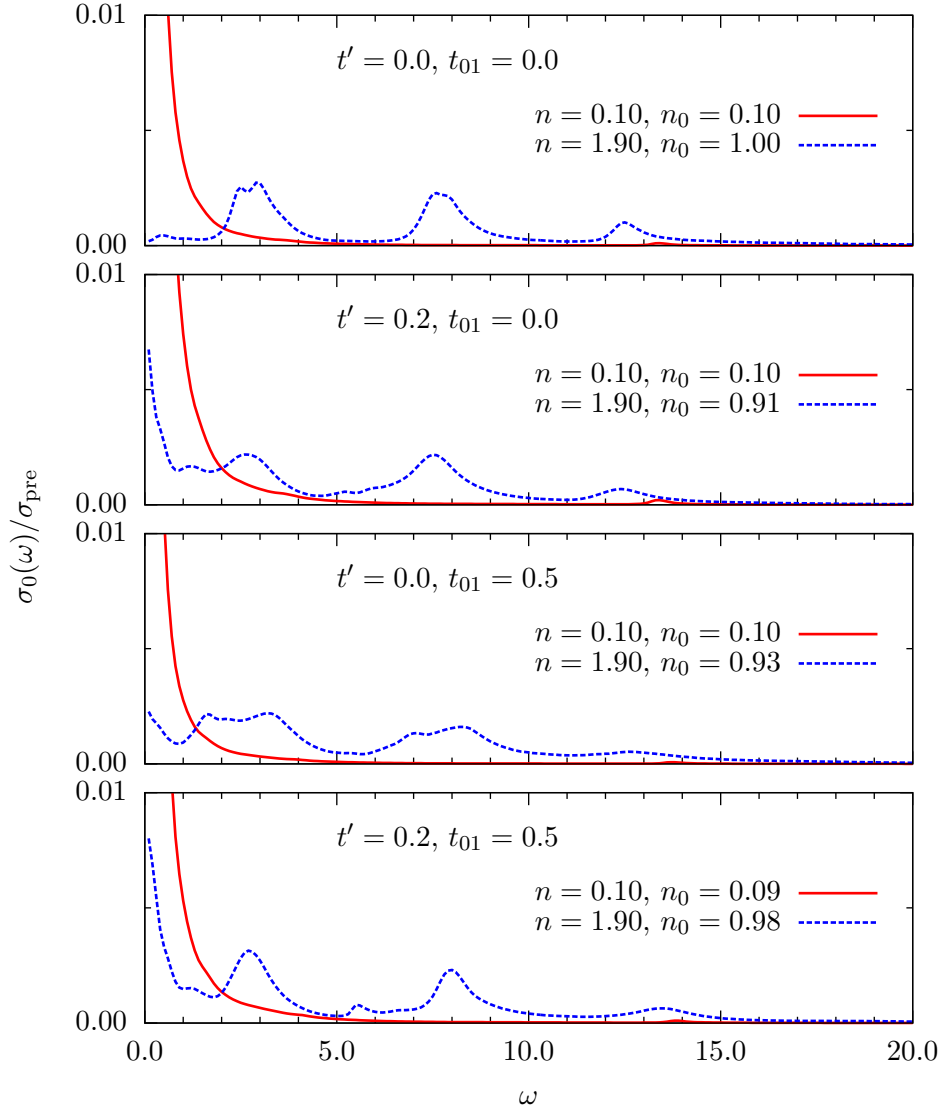 0.01
t′ = 0.0, t01 = 0.0
n = 0.10, n0 = 0.10
n = 1.90, n0 = 1.00
0.00
0.01
t′ = 0.2, t01 = 0.0
n = 0.10, n0 = 0.10
n = 1.90, n0 = 0.91
0.00
σ0(ω)/σpre
0.01
t′ = 0.0, t01 = 0.5
n = 0.10, n0 = 0.10
n = 1.90, n0 = 0.93
0.00
0.01
t′ = 0.2, t01 = 0.5
n = 0.10, n0 = 0.09
n = 1.90, n0 = 0.98
0.00
0.0 5.0 10.0 15.0 20.0
ω